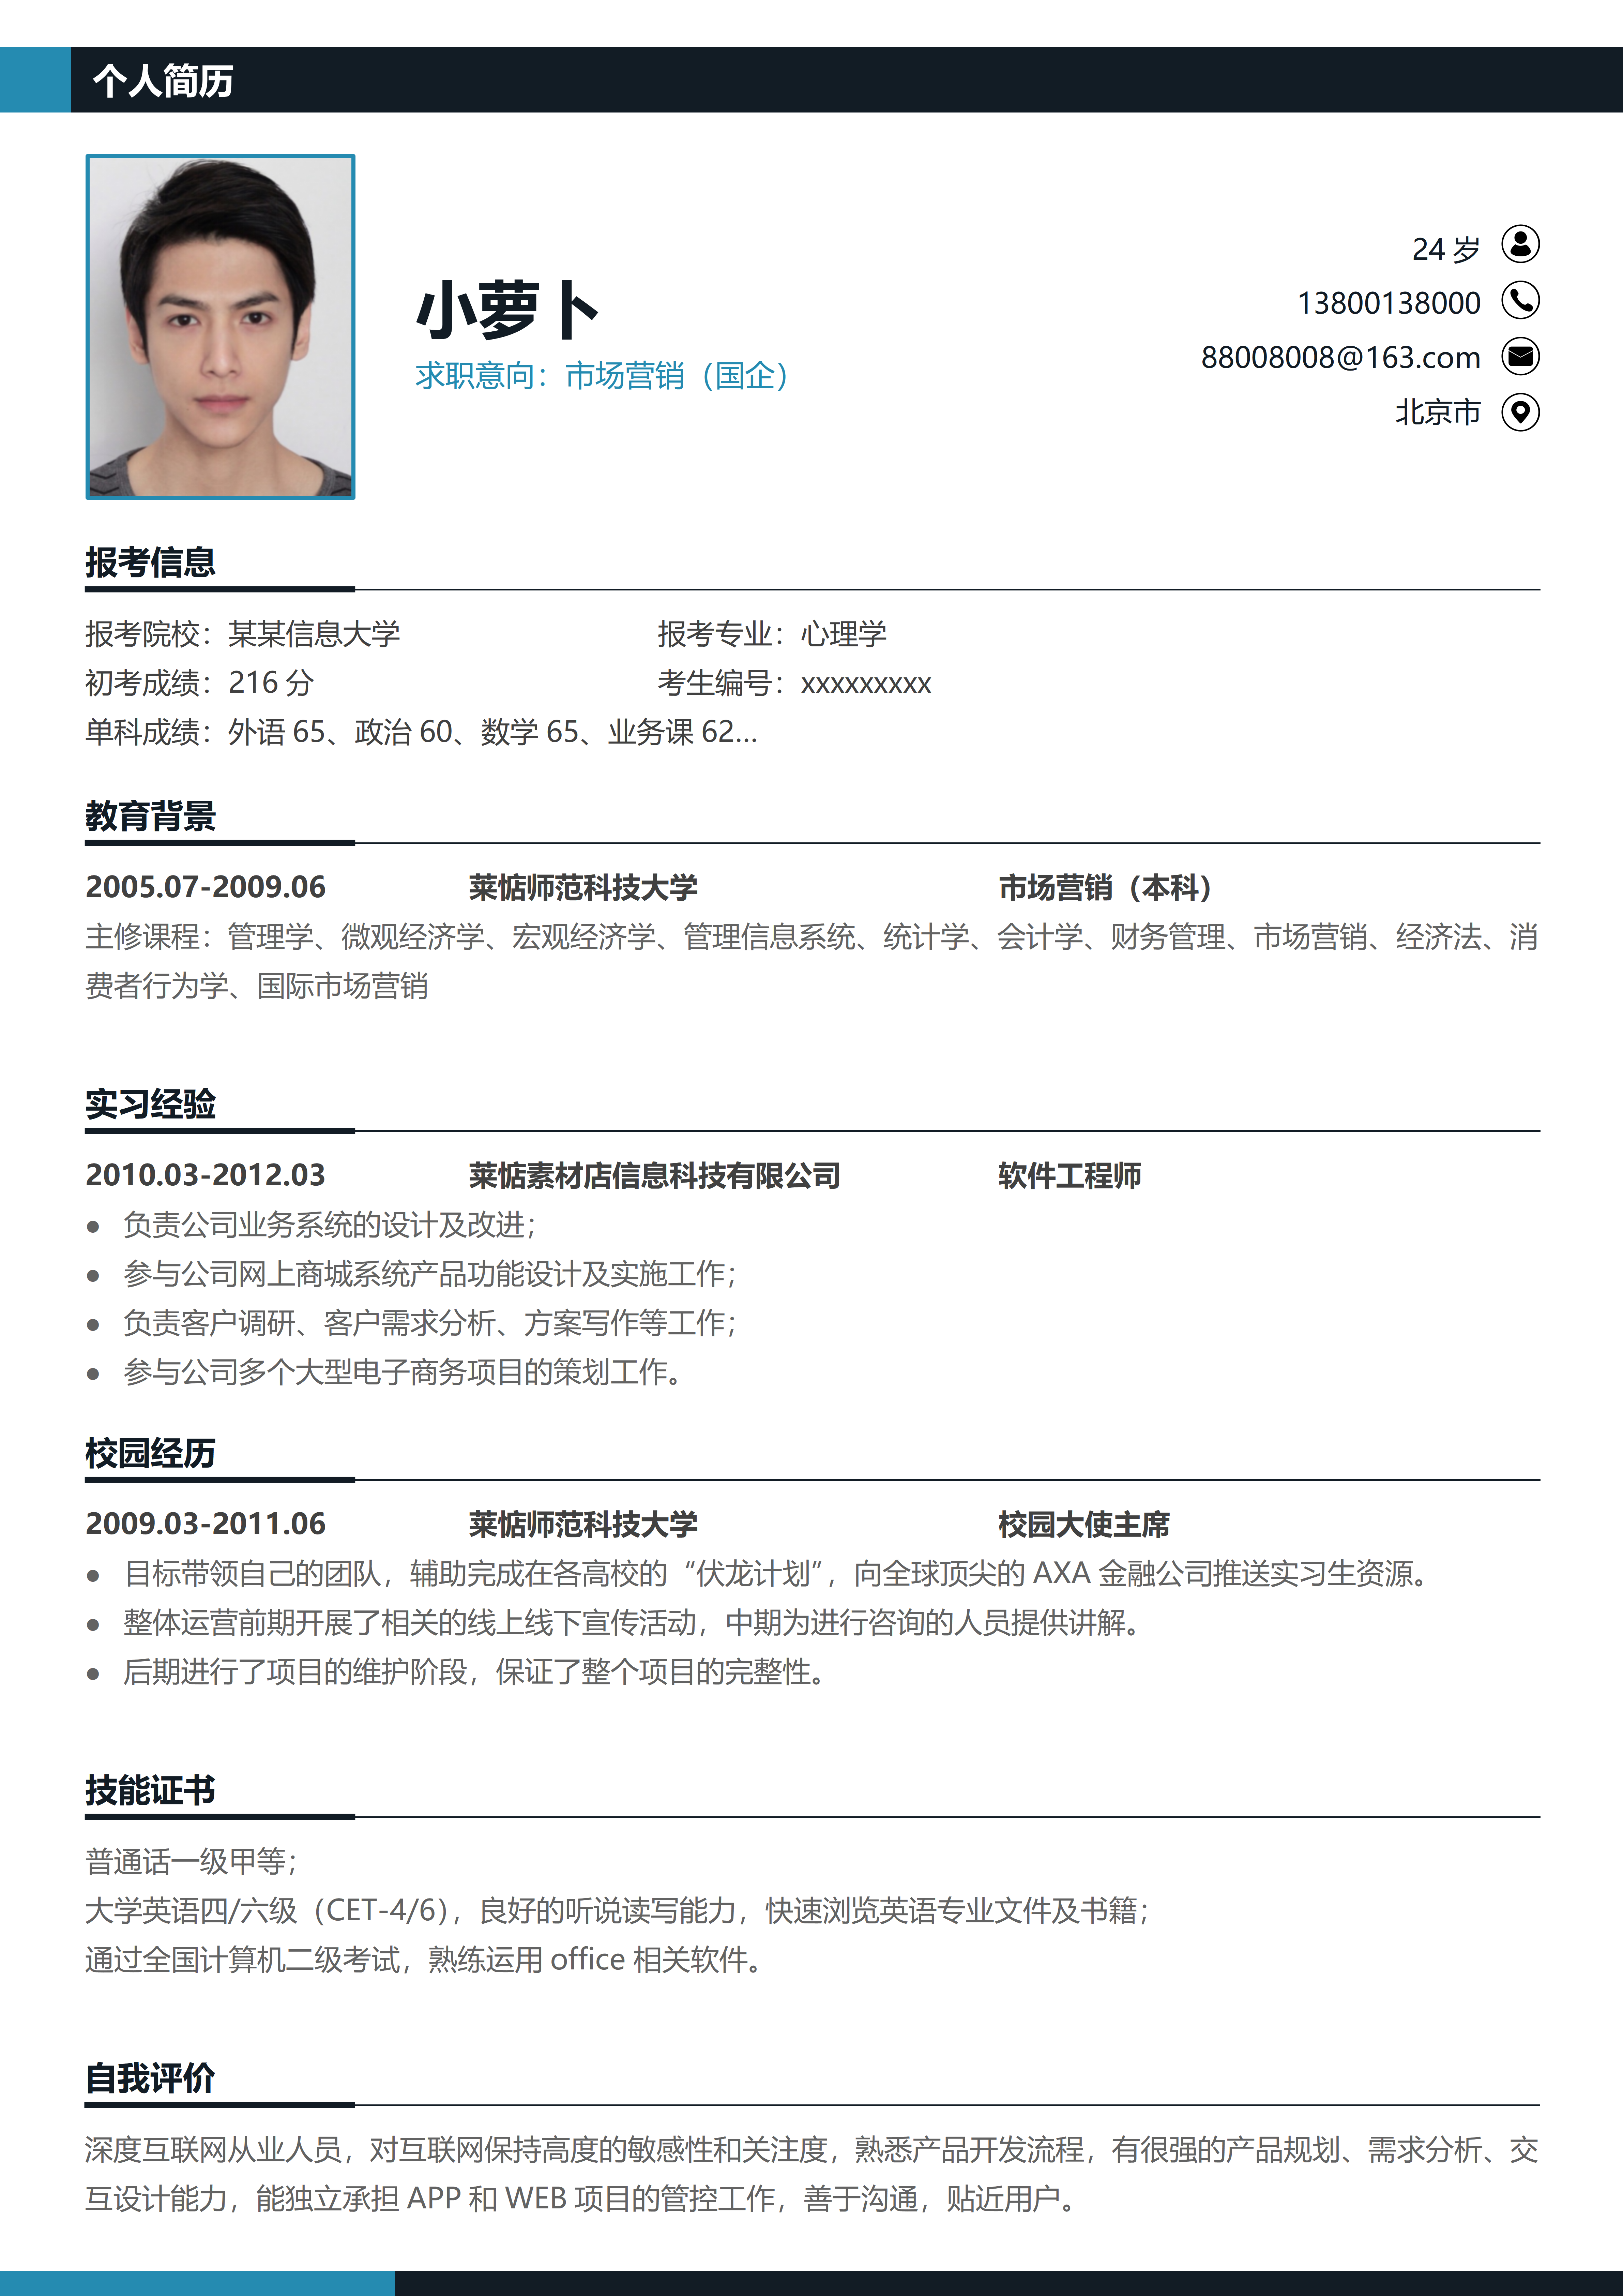 个人简历
小萝卜
求职意向：市场营销（国企）
24 岁
13800138000
88008008@163.com
北京市
报考信息
报考院校：某某信息大学 报考专业：心理学
初考成绩：216 分 考生编号：xxxxxxxxx
单科成绩：外语 65、政治 60、数学 65、业务课 62...
教育背景
2005.07-2009.06 莱惦师范科技大学 市场营销（本科）
主修课程：管理学、微观经济学、宏观经济学、管理信息系统、统计学、会计学、财务管理、市场营销、经济法、消
费者行为学、国际市场营销
实习经验
2010.03-2012.03 莱惦素材店信息科技有限公司 软件工程师
● 负责公司业务系统的设计及改进；
● 参与公司网上商城系统产品功能设计及实施工作；
● 负责客户调研、客户需求分析、方案写作等工作；
● 参与公司多个大型电子商务项目的策划工作。
校园经历
2009.03-2011.06 莱惦师范科技大学 校园大使主席
● 目标带领自己的团队，辅助完成在各高校的“伏龙计划”，向全球顶尖的 AXA 金融公司推送实习生资源。
● 整体运营前期开展了相关的线上线下宣传活动，中期为进行咨询的人员提供讲解。
● 后期进行了项目的维护阶段，保证了整个项目的完整性。
技能证书
普通话一级甲等；
大学英语四/六级（CET-4/6），良好的听说读写能力，快速浏览英语专业文件及书籍；
通过全国计算机二级考试，熟练运用 office 相关软件。
自我评价
深度互联网从业人员，对互联网保持高度的敏感性和关注度，熟悉产品开发流程，有很强的产品规划、需求分析、交
互设计能力，能独立承担 APP 和 WEB 项目的管控工作，善于沟通，贴近用户。